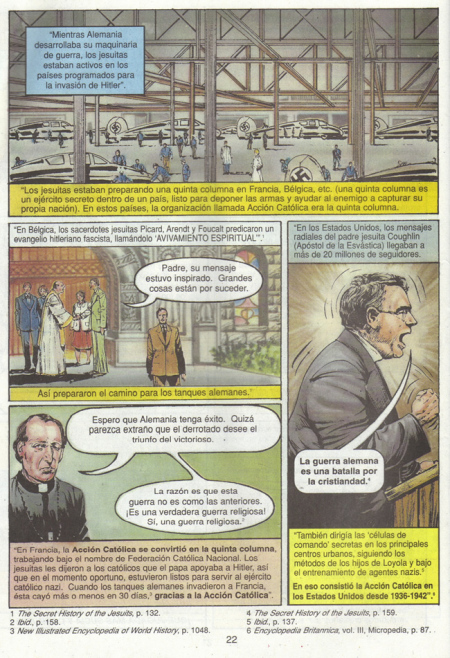 "Mientras Alemania
desarrollaba su maquinaria
de guerra, los jesuitas
estaban activos en los
países programados para
la invasión de Hitler".
"Los jesuitas estaban preparando una quinta columna en Francia, Bélgica, etc. (una quinta columna es
un ejército secreto dentro de un país, listo para deponer las armas y ayudar al enemigo a capturar su
propia nación). En estos países, la organización llamada Acción Católica era la quinta columna.
"En Bélgica, los sacerdotes jesuitas Picard, Arendt y Foucalt predicaron un
evangelio hitleriano fascista, llamándolo 'AVIVAMIENTO ESPIRITUAL'".¹
Padre, su mensaje
estuvo inspirado. Grandes
cosas están por suceder.
Así prepararon el camino para los tanques alemanes.²
"En los Estados Unidos, los mensajes
radiales del padre jesuita Coughlin
(Apóstol de la Esvástica) llegaban a
más de 20 millones de seguidores.
La guerra alemana
es una batalla por
la cristiandad.⁴
Espero que Alemania tenga éxito. Quizá
parezca extraño que el derrotado desee el
triunfo del victorioso.
La razón es que esta
guerra no es como las anteriores.
¡Es una verdadera guerra religiosa!
Sí, una guerra religiosa.²
"En Francia, la Acción Católica se convirtió en la quinta columna,
trabajando bajo el nombre de Federación Católica Nacional. Los
jesuitas les dijeron a los católicos que el papa apoyaba a Hitler, así
que en el momento oportuno, estuvieron listos para servir al ejército
católico nazi. Cuando los tanques alemanes invadieron a Francia,
ésta cayó más o menos en 30 días,³ gracias a la Acción Católica".
"También dirigía las 'células de
comando' secretas en los principales
centros urbanos, siguiendo los
métodos de los hijos de Loyola y bajo
el entrenamiento de agentes nazis.⁵
En eso consistió la Acción Católica en
los Estados Unidos desde 1936-1942".⁶
1 The Secret History of the Jesuits, p. 132.
2 Ibid., p. 158.
3 New Illustrated Encyclopedia of World History, p. 1048.
4 The Secret History of the Jesuits, p. 159.
5 Ibid., p. 137.
6 Encyclopedia Britannica, vol. III, Micropedia, p. 87.
22